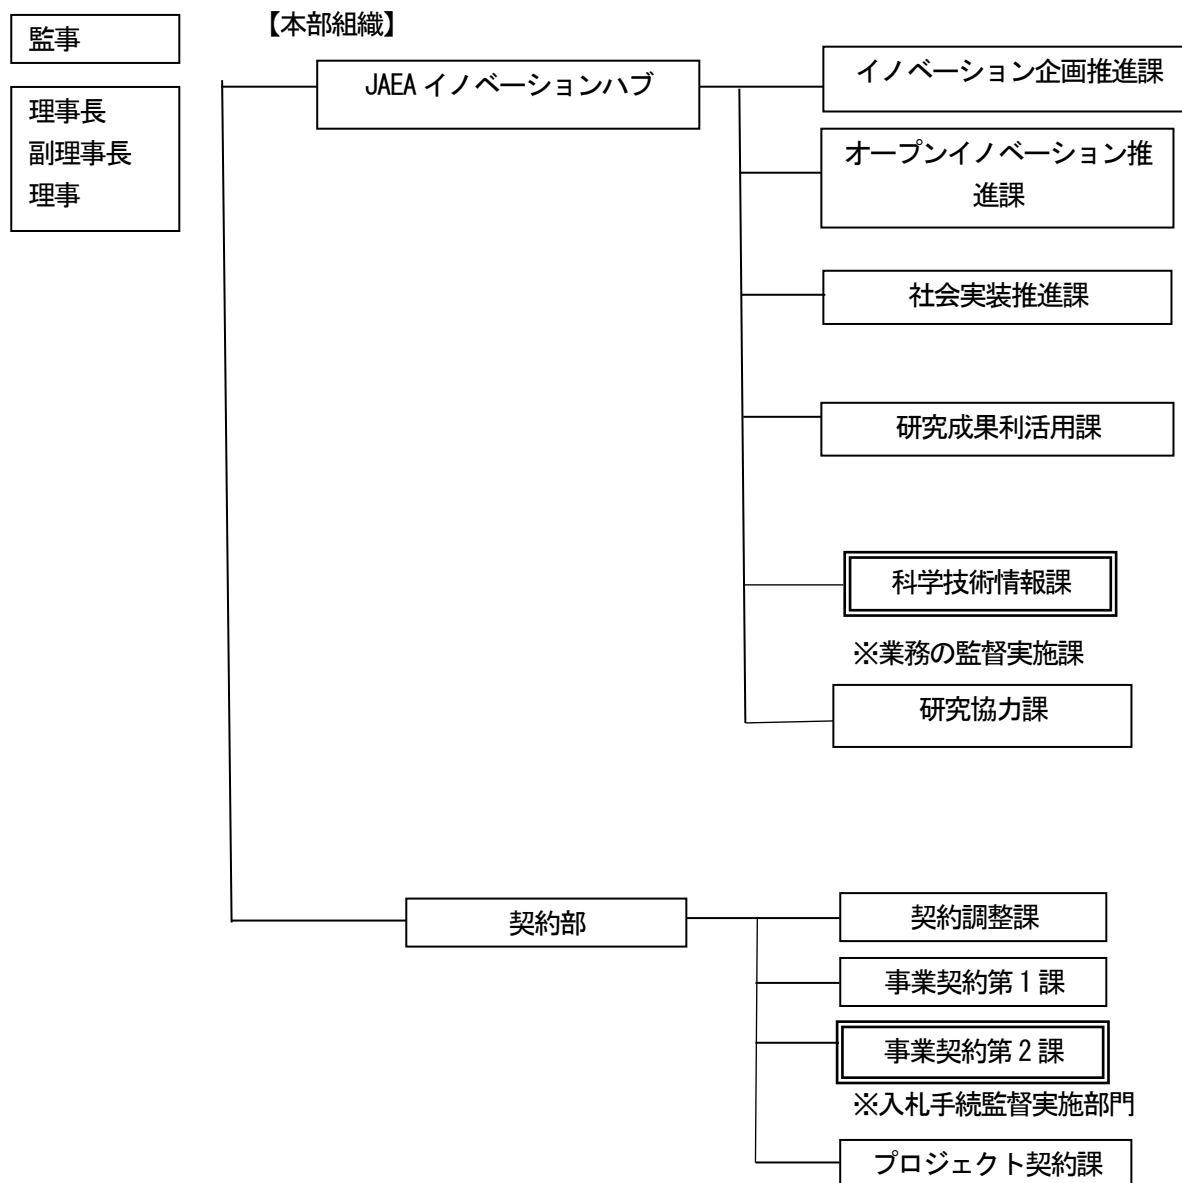 監事
【本部組織】
理事長
副理事長
理事
JAEA イノベーションハブ
イノベーション企画推進課
オープンイノベーション推
進課
社会実装推進課
研究成果利活用課
科学技術情報課
※業務の監督実施課
研究協力課
契約部
契約調整課
事業契約第1課
事業契約第2課
※入札手続監督実施部門
プロジェクト契約課